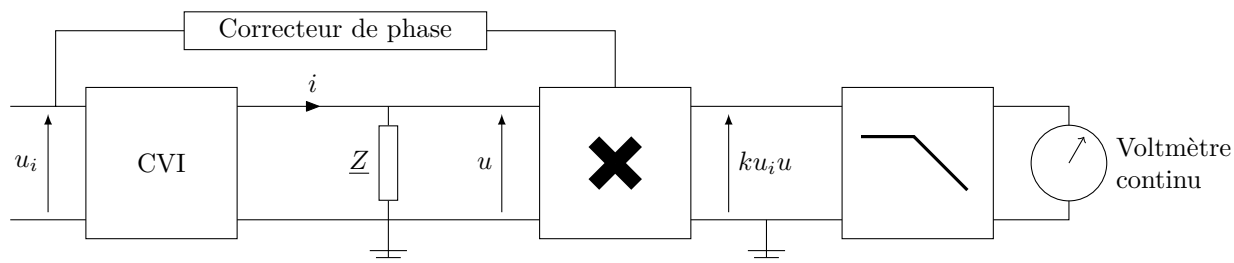 Correcteur de phase
i
u_i
CVI
Z
u
ku_iu
Voltmètre
continu